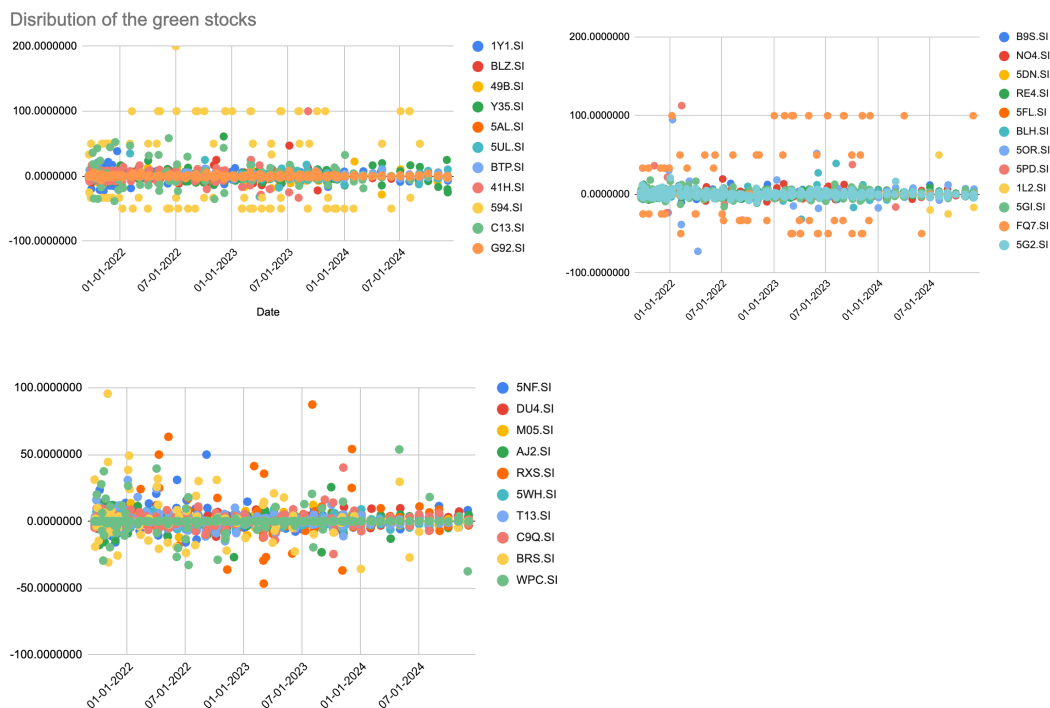 Disribution of the green stocks
200.0000000
100.0000000
0.0000000
-100.0000000
01-01-2022
07-01-2022
01-01-2023
07-01-2023
01-01-2024
07-01-2024
Date
1Y1.SI
BLZ.SI
49B.SI
Y35.SI
5AL.SI
5UL.SI
BTP.SI
41H.SI
594.SI
C13.SI
G92.SI
200.0000000
100.0000000
0.0000000
-100.0000000
01-01-2022
07-01-2022
01-01-2023
07-01-2023
01-01-2024
07-01-2024
B9S.SI
NO4.SI
5DN.SI
RE4.SI
5FL.SI
BLH.SI
5OR.SI
5PD.SI
1L2.SI
5GI.SI
FQ7.SI
5G2.SI
100.0000000
50.0000000
0.0000000
-50.0000000
-100.0000000
01-01-2022
07-01-2022
01-01-2023
07-01-2023
01-01-2024
07-01-2024
5NF.SI
DU4.SI
M05.SI
AJ2.SI
RXS.SI
5WH.SI
T13.SI
C9Q.SI
BRS.SI
WPC.SI